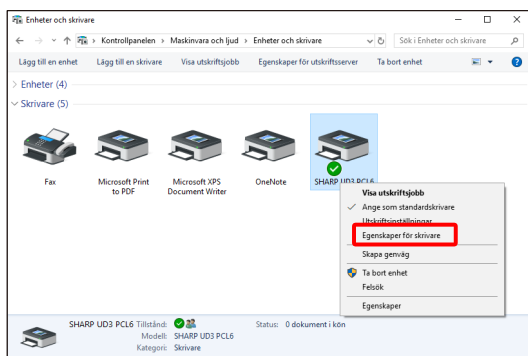 Enheter och skrivare
Kontrollpanelen › Maskinvara och ljud › Enheter och skrivare
Sök i Enheter och skrivare
Lägg till en enhet Lägg till en skrivare Visa utskriftsjobb Egenskaper för utskriftsserver Ta bort enhet
Enheter (4)
Skrivare (5)
Fax
Microsoft Print
to PDF
Microsoft XPS
Document Writer
OneNote
SHARP UD3 PCL6
Visa utskriftsjobb
Ange som standardskrivare
Utskriftsinställningar
Egenskaper för skrivare
Skapa genväg
Ta bort enhet
Felsök
Egenskaper
SHARP UD3 PCL6 Tillstånd: Status: 0 dokument i kön
Modell: SHARP UD3 PCL6
Kategori: Skrivare